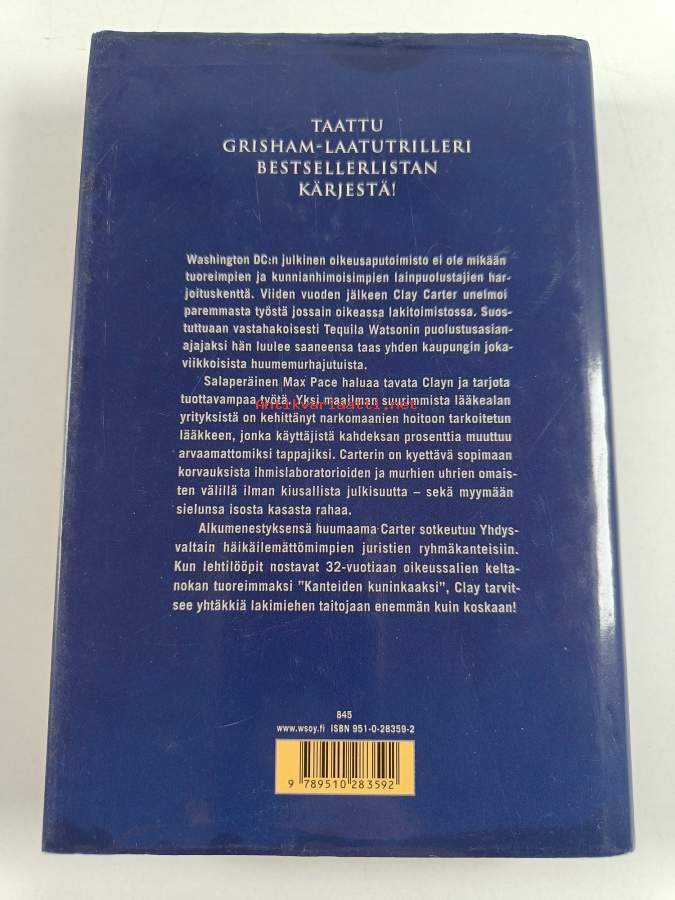 TAATTU
GRISHAM-LAATUTRILLERI
BESTSELLERLISTAN
KÄRJESTÄ!
Washington DC:n julkinen oikeusaputoimisto ei ole mikään
tuoreimpien ja kunnianhimoisimpien lainpuolustajien har-
joituskenttä. Viiden vuoden jälkeen Clay Carter unelmoi
paremmasta työstä jossain oikeassa lakitoimistossa. Suos-
tuttuaan vastahakoisesti Tequila Watsonin puolustusasian-
ajajaksi hän luulee saaneensa taas yhden kaupungin joka-
viikkoisista huumemurhajutuista.
Salaperäinen Max Pace haluaa tavata Clayn ja tarjota
tuottavampaa työtä. Yksi maailman suurimmista lääkealan
Antikvariaatti.net
yrityksistä on kehittänyt narkomaanien hoitoon tarkoitetun
lääkkeen, jonka käyttäjistä kahdeksan prosenttia muuttuu
arvaamattomiksi tappajiksi. Carterin on kyettävä sopimaan
korvauksista ihmislaboratorioiden ja murhien uhrien omais-
ten välillä ilman kiusallista julkisuutta – sekä myymään
sielunsa isosta kasasta rahaa.
Alkumenestyksensä huumaama Carter sotkeutuu Yhdys-
valtain häikäilemättömimpien juristien ryhmäkanteisiin.
Kun lehtilööpit nostavat 32-vuotiaan oikeussalien kelta-
nokan tuoreimmaksi "Kanteiden kuninkaaksi", Clay tarvit-
see yhtäkkiä lakimiehen taitojaan enemmän kuin koskaan!
845
www.wsoy.fi ISBN 951-0-28359-2
9 789510 283592